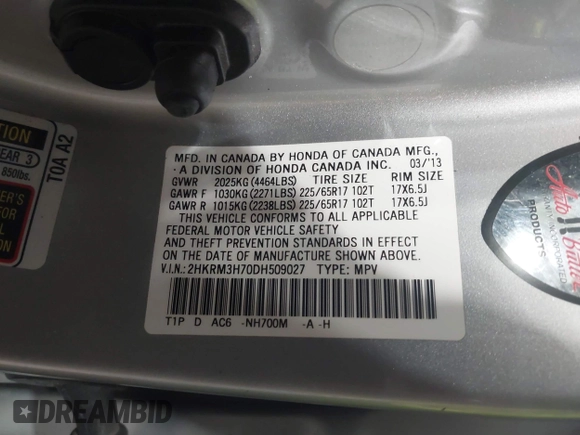 TION
EAR 3
850lbs.
TOA A2
MFD. IN CANADA BY HONDA OF CANADA MFG.,
- A DIVISION OF HONDA CANADA INC. 03/'13
GVWR 2025KG (4464LBS) TIRE SIZE RIM SIZE
GAWR F 1030KG (2271LBS) 225/65R17 102T 17X6.5J
GAWR R 1015KG (2238LBS) 225/65R17 102T 17X6.5J
THIS VEHICLE CONFORMS TO ALL APPLICABLE
FEDERAL MOTOR VEHICLE SAFETY
AND THEFT PREVENTION STANDARDS IN EFFECT
ON THE DATE OF MANUFACTURE SHOWN ABOVE.
V.I.N.: 2HKRM3H70DH509027 TYPE: MPV
T1P D AC6 -NH700M -A -H
Auto
PRODUCTS
DREAMBID